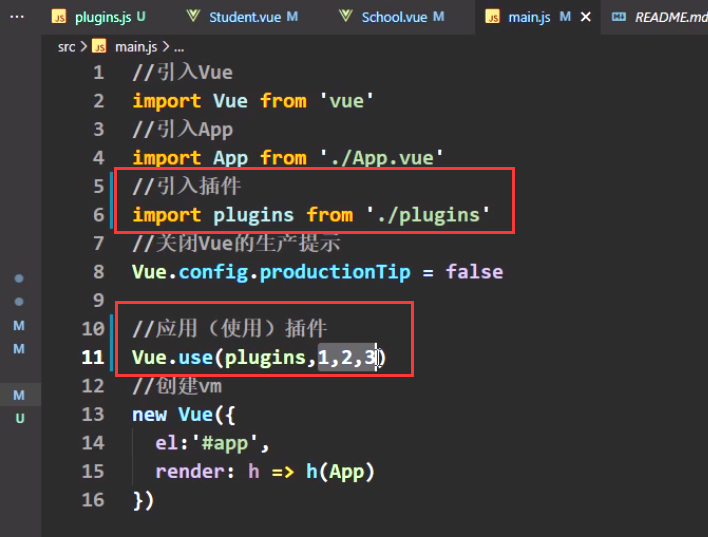 ··· JS plugins.js U Student.vue M School.vue M JS main.js M × README.md
src > JS main.js > ...
1 //引入Vue
2 import Vue from 'vue'
3 //引入App
4 import App from './App.vue'
5 //引入插件
6 import plugins from './plugins'
7 //关闭Vue的生产提示
8 Vue.config.productionTip = false
9
10 //应用（使用）插件
11 Vue.use(plugins,1,2,3)
12 //创建vm
13 new Vue({
14 el:'#app',
15 render: h => h(App)
16 })
M
M
M
U